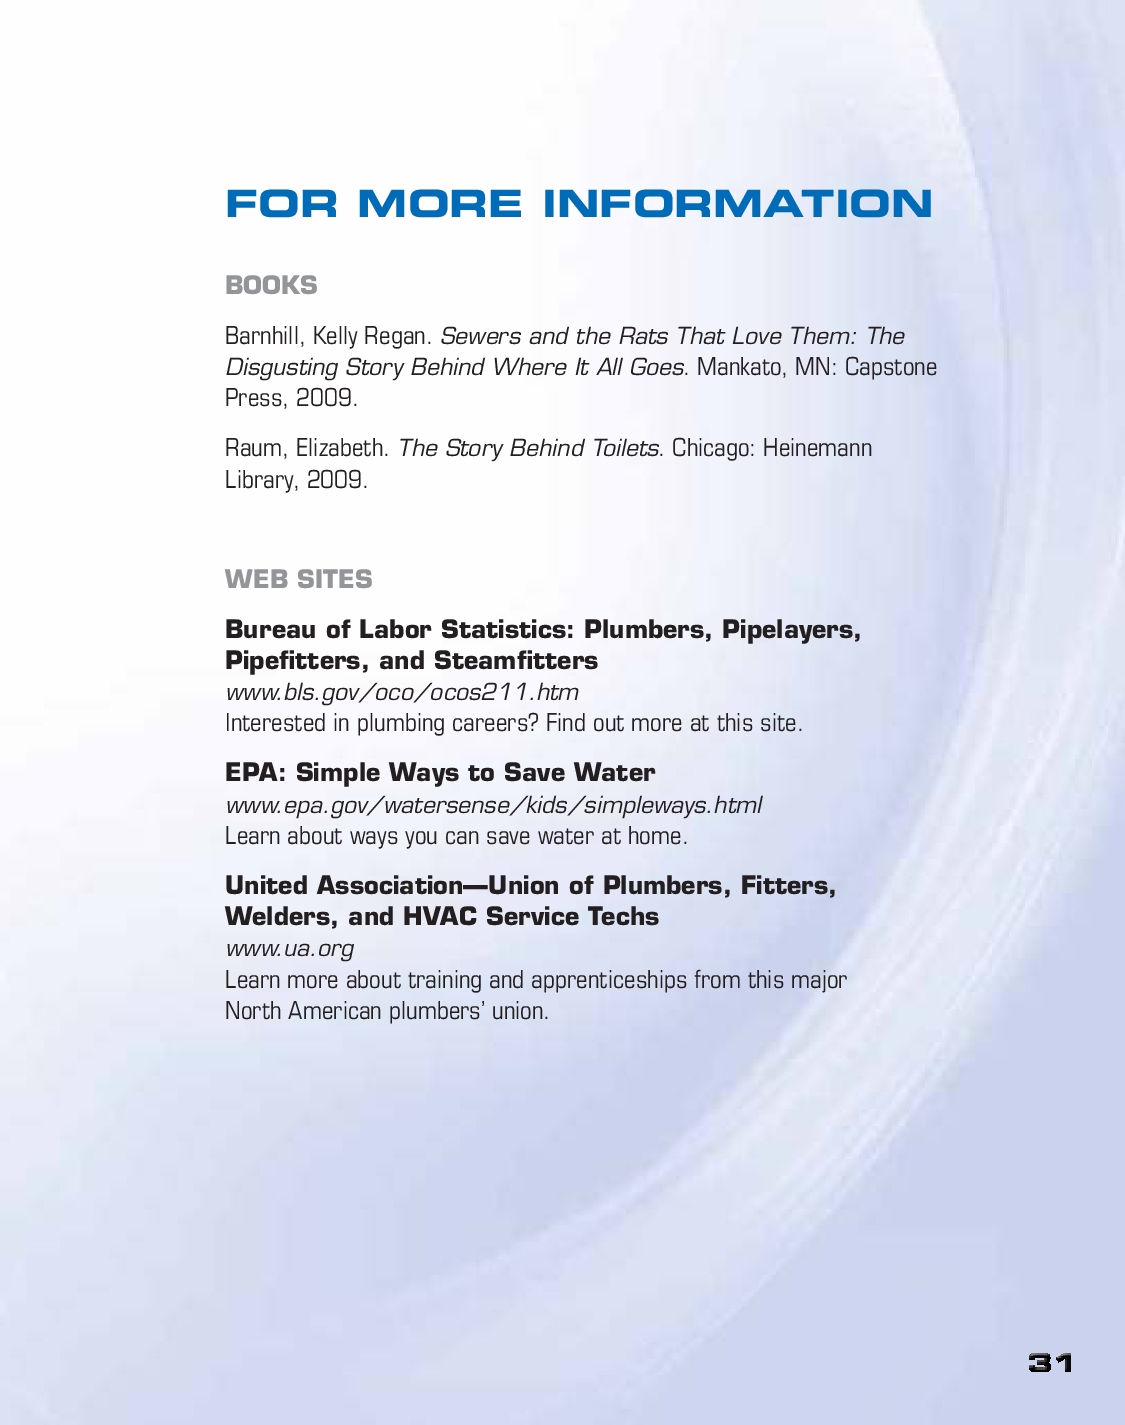 FOR MORE INFORMATION
BOOKS
Barnhill, Kelly Regan. Sewers and the Rats That Love Them: The
Disgusting Story Behind Where It All Goes. Mankato, MN: Capstone
Press, 2009.
Raum, Elizabeth. The Story Behind Toilets. Chicago: Heinemann
Library, 2009.
WEB SITES
Bureau of Labor Statistics: Plumbers, Pipelayers,
Pipefitters, and Steamfitters
www.bls.gov/oco/ocos211.htm
Interested in plumbing careers? Find out more at this site.
EPA: Simple Ways to Save Water
www.epa.gov/watersense/kids/simpleways.html
Learn about ways you can save water at home.
United Association—Union of Plumbers, Fitters,
Welders, and HVAC Service Techs
www.ua.org
Learn more about training and apprenticeships from this major
North American plumbers’ union.
31